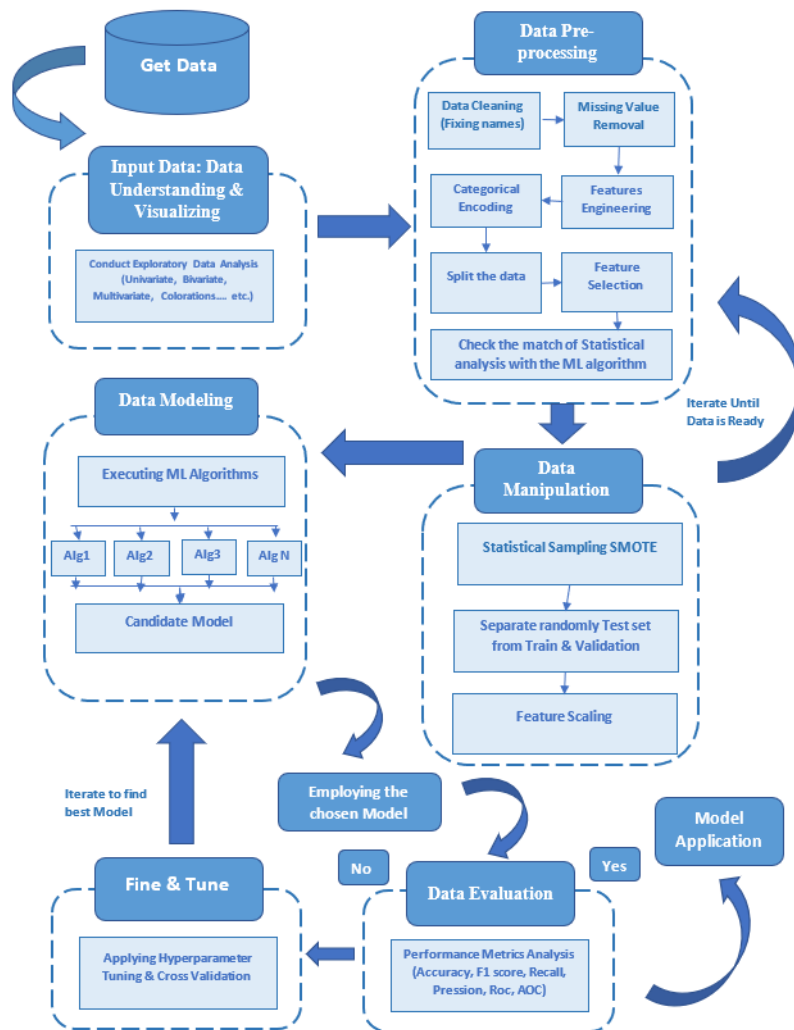 Get Data
Input Data: Data
Understanding &
Visualizing
Conduct Exploratory Data Analysis
(Univariate, Bivariate,
Multivariate, Colorations.... etc.)
Data Pre-
processing
Data Cleaning
(Fixing names)
Missing Value
Removal
Features
Engineering
Categorical
Encoding
Split the data
Feature
Selection
Check the match of Statistical
analysis with the ML algorithm
Iterate Until
Data is Ready
Data
Manipulation
Statistical Sampling SMOTE
Separate randomly Test set
from Train & Validation
Feature Scaling
Data Modeling
Executing ML Algorithms
Alg1
Alg2
Alg3
Alg N
Candidate Model
Employing the
chosen Model
Data Evaluation
Performance Metrics Analysis
(Accuracy, F1 score, Recall,
Pression, Roc, AOC)
No
Yes
Model
Application
Fine & Tune
Applying Hyperparameter
Tuning & Cross Validation
Iterate to find
best Model